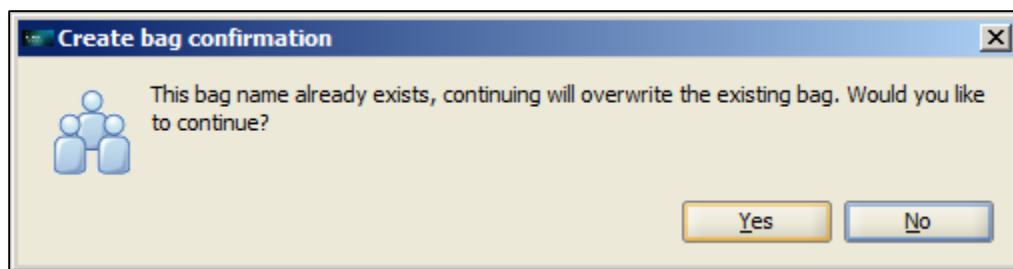 Create bag confirmation
This bag name already exists, continuing will overwrite the existing bag. Would you like
to continue?
Yes
No